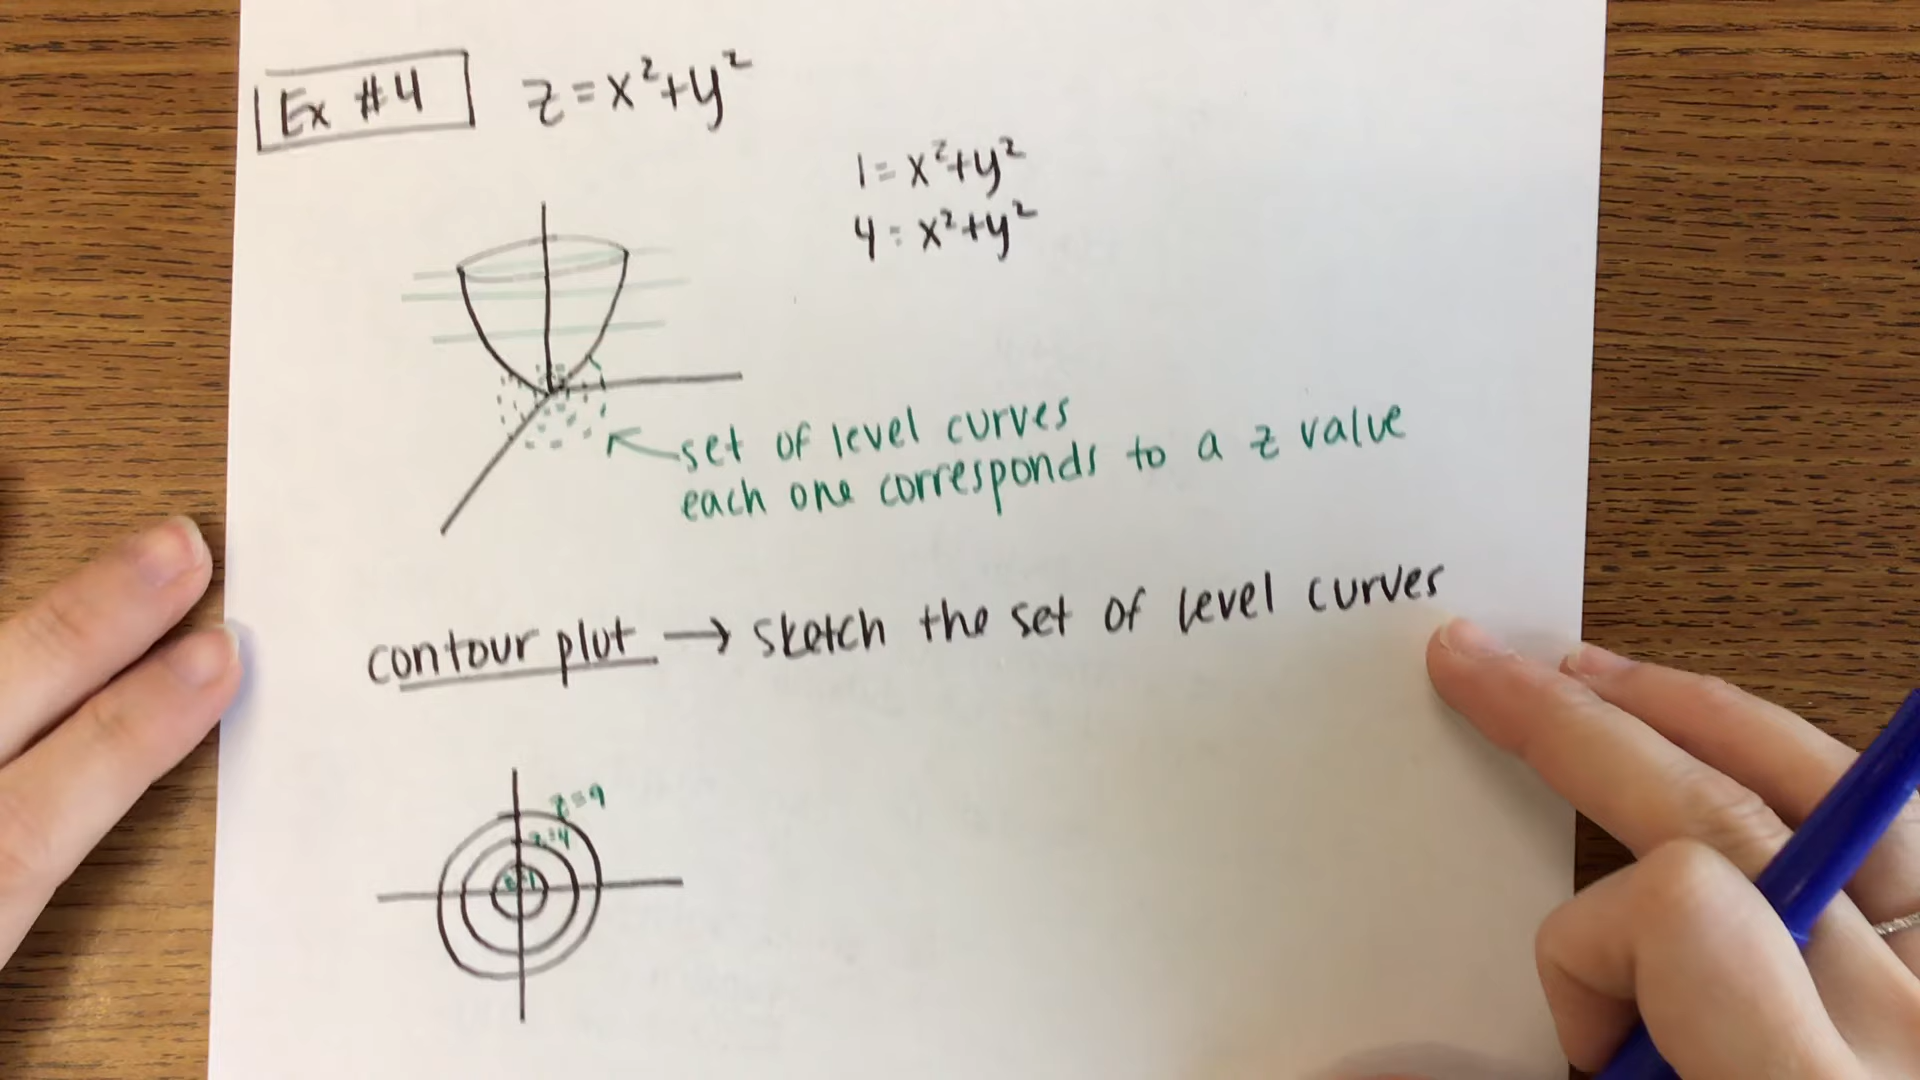 Ex #4 z = x²+y²
1 = x²+y²
4 = x²+y²
set of level curves
each one corresponds to a z value
contour plot → sketch the set of level curves
z=9
z=4
z=1